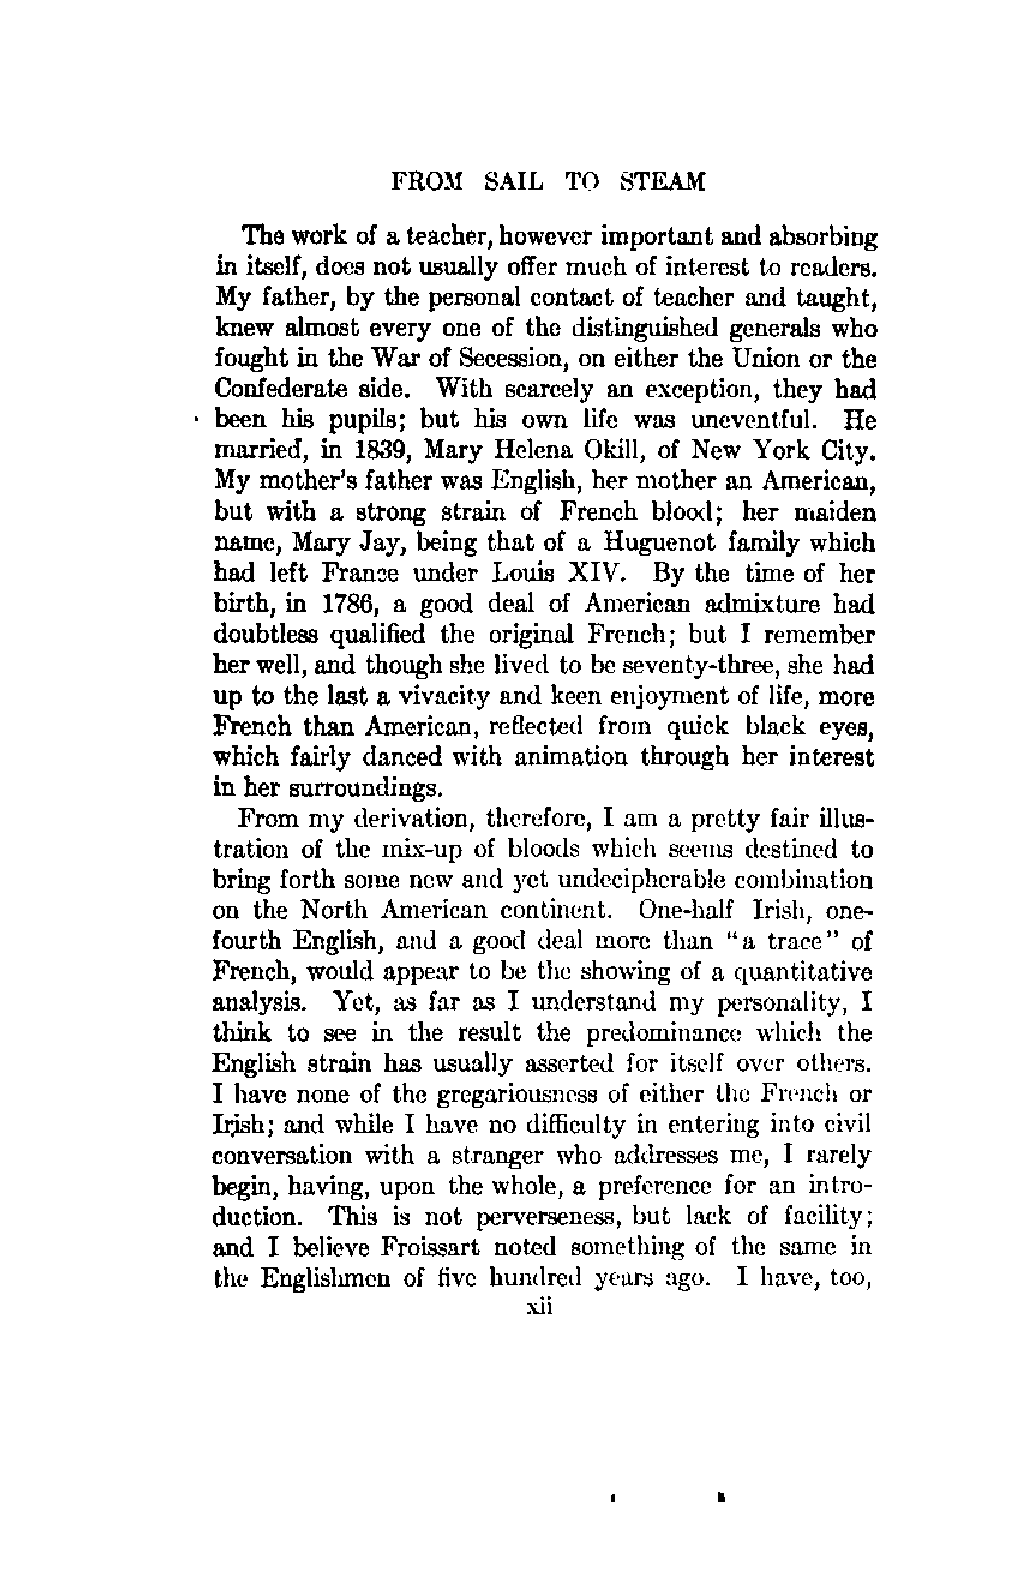 FROM SAIL TO STEAM
The work of a teacher, however important and absorbing
in itself, does not usually offer much of interest to readers.
My father, by the personal contact of teacher and taught,
knew almost every one of the distinguished generals who
fought in the War of Secession, on either the Union or the
Confederate side. With scarcely an exception, they had
been his pupils; but his own life was uneventful. He
married, in 1839, Mary Helena Okill, of New York City.
My mother's father was English, her mother an American,
but with a strong strain of French blood; her maiden
name, Mary Jay, being that of a Huguenot family which
had left France under Louis XIV. By the time of her
birth, in 1786, a good deal of American admixture had
doubtless qualified the original French; but I remember
her well, and though she lived to be seventy-three, she had
up to the last a vivacity and keen enjoyment of life, more
French than American, reflected from quick black eyes,
which fairly danced with animation through her interest
in her surroundings.
From my derivation, therefore, I am a pretty fair illus-
tration of the mix-up of bloods which seems destined to
bring forth some new and yet undecipherable combination
on the North American continent. One-half Irish, one-
fourth English, and a good deal more than "a trace" of
French, would appear to be the showing of a quantitative
analysis. Yet, as far as I understand my personality, I
think to see in the result the predominance which the
English strain has usually asserted for itself over others.
I have none of the gregariousness of either the French or
Irish; and while I have no difficulty in entering into civil
conversation with a stranger who addresses me, I rarely
begin, having, upon the whole, a preference for an intro-
duction. This is not perverseness, but lack of facility;
and I believe Froissart noted something of the same in
the Englishmen of five hundred years ago. I have, too,
xii